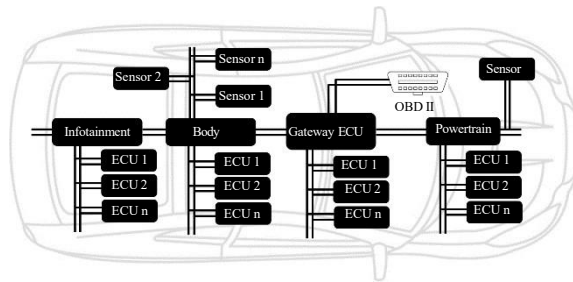 Sensor n
Sensor 2
Sensor 1
Sensor
OBD II
Infotainment
Body
Gateway ECU
Powertrain
ECU 1
ECU 2
ECU n
ECU 1
ECU 2
ECU n
ECU 1
ECU 2
ECU n
ECU 1
ECU 2
ECU n